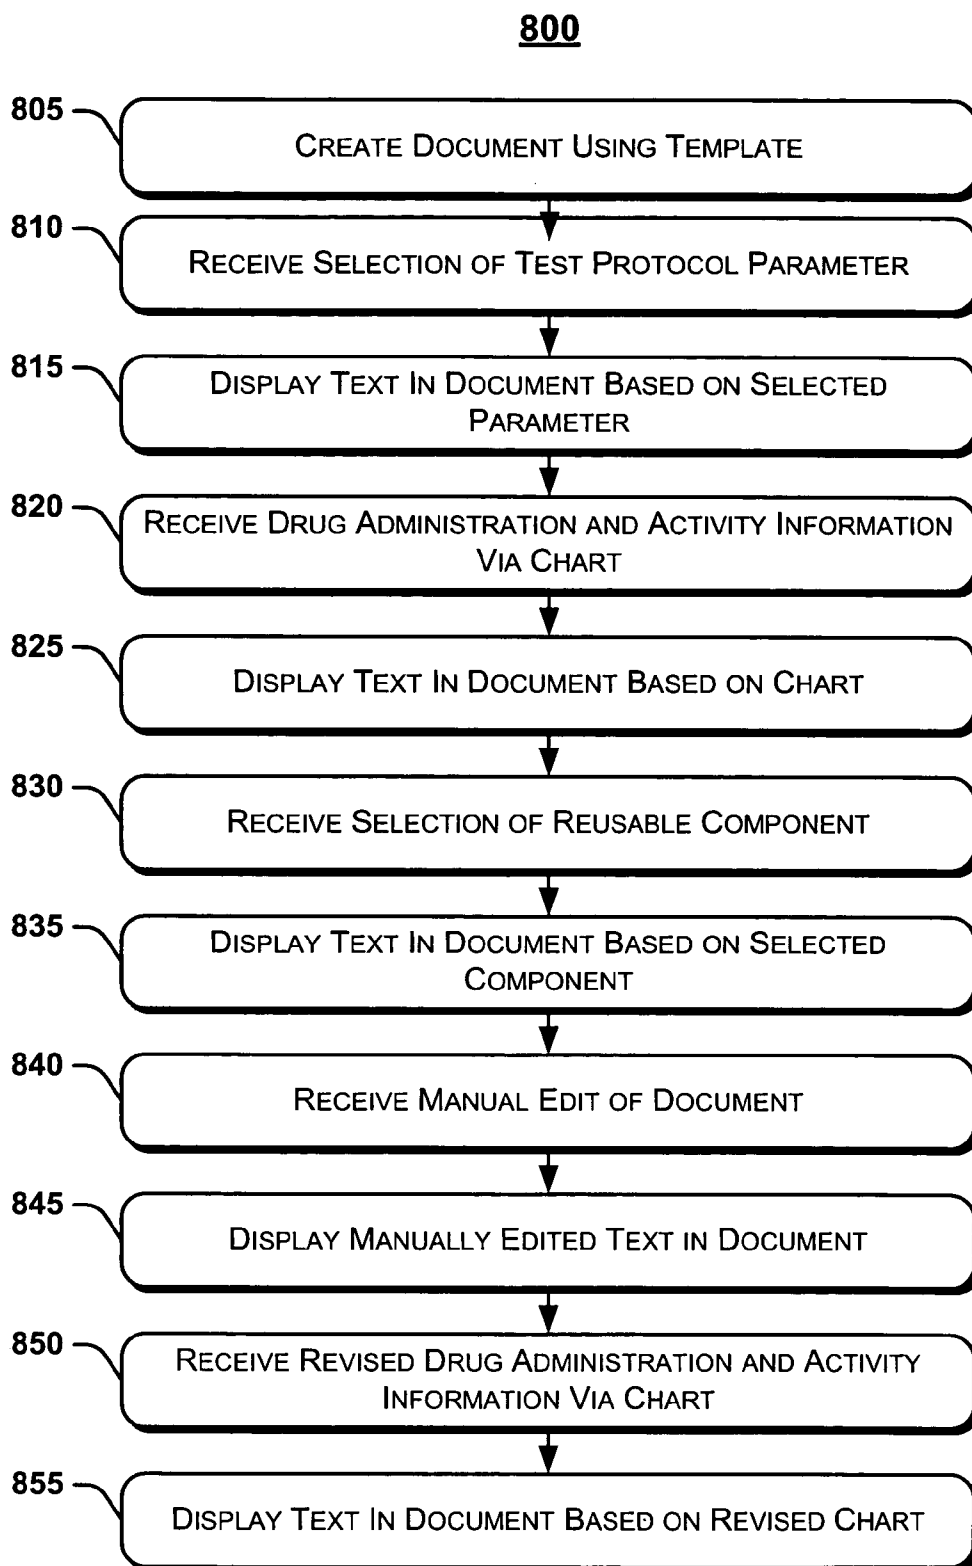 800
805
CREATE DOCUMENT USING TEMPLATE
810
RECEIVE SELECTION OF TEST PROTOCOL PARAMETER
815
DISPLAY TEXT IN DOCUMENT BASED ON SELECTED
PARAMETER
820
RECEIVE DRUG ADMINISTRATION AND ACTIVITY INFORMATION
VIA CHART
825
DISPLAY TEXT IN DOCUMENT BASED ON CHART
830
RECEIVE SELECTION OF REUSABLE COMPONENT
835
DISPLAY TEXT IN DOCUMENT BASED ON SELECTED
COMPONENT
840
RECEIVE MANUAL EDIT OF DOCUMENT
845
DISPLAY MANUALLY EDITED TEXT IN DOCUMENT
850
RECEIVE REVISED DRUG ADMINISTRATION AND ACTIVITY
INFORMATION VIA CHART
855
DISPLAY TEXT IN DOCUMENT BASED ON REVISED CHART